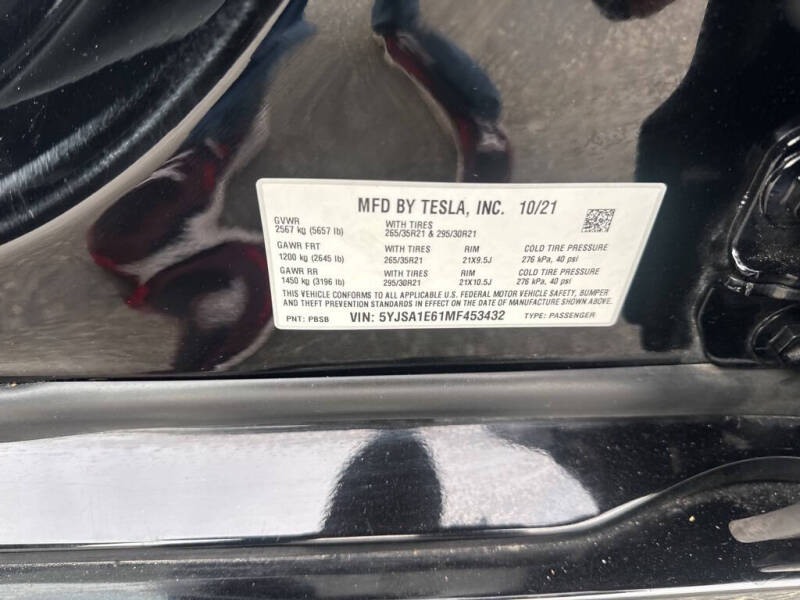 MFD BY TESLA, INC. 10/21
GVWR WITH TIRES
2567 kg (5657 lb) 265/35R21 & 295/30R21
GAWR FRT WITH TIRES RIM COLD TIRE PRESSURE
1200 kg (2645 lb) 265/35R21 21X9.5J 276 kPa, 40 psi
GAWR RR WITH TIRES RIM COLD TIRE PRESSURE
1450 kg (3196 lb) 295/30R21 21X10.5J 276 kPa, 40 psi
THIS VEHICLE CONFORMS TO ALL APPLICABLE U.S. FEDERAL MOTOR VEHICLE SAFETY, BUMPER
AND THEFT PREVENTION STANDARDS IN EFFECT ON THE DATE OF MANUFACTURE SHOWN ABOVE.
PNT: PBSB VIN: 5YJSA1E61MF453432 TYPE: PASSENGER